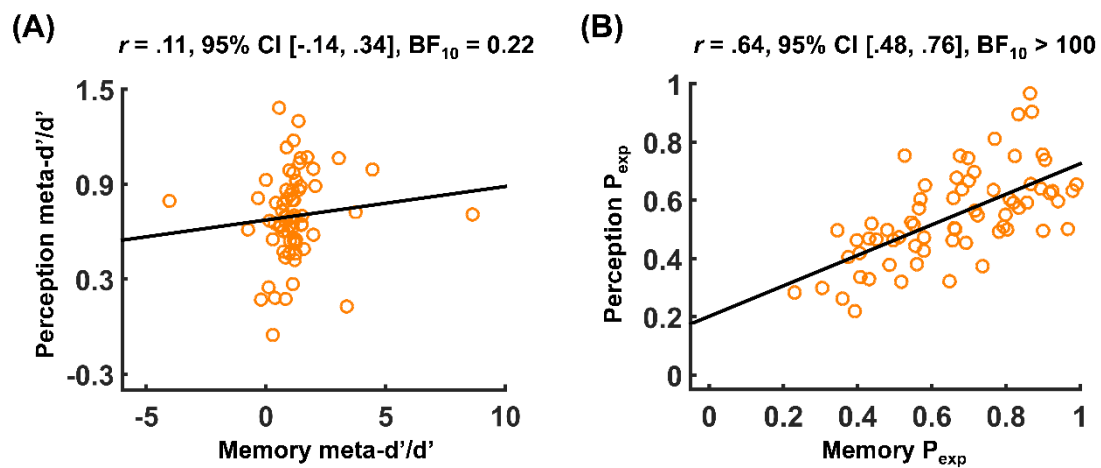 (A)
r = .11, 95% CI [-.14, .34], BF₁₀ = 0.22
1.5
0.9
0.3
-0.3
Perception meta-d’/d’
-5
0
5
10
Memory meta-d’/d’
(B)
r = .64, 95% CI [.48, .76], BF₁₀ > 100
1
0.8
0.6
0.4
0.2
0
Perception Pexp
0
0.2
0.4
0.6
0.8
1
Memory Pexp